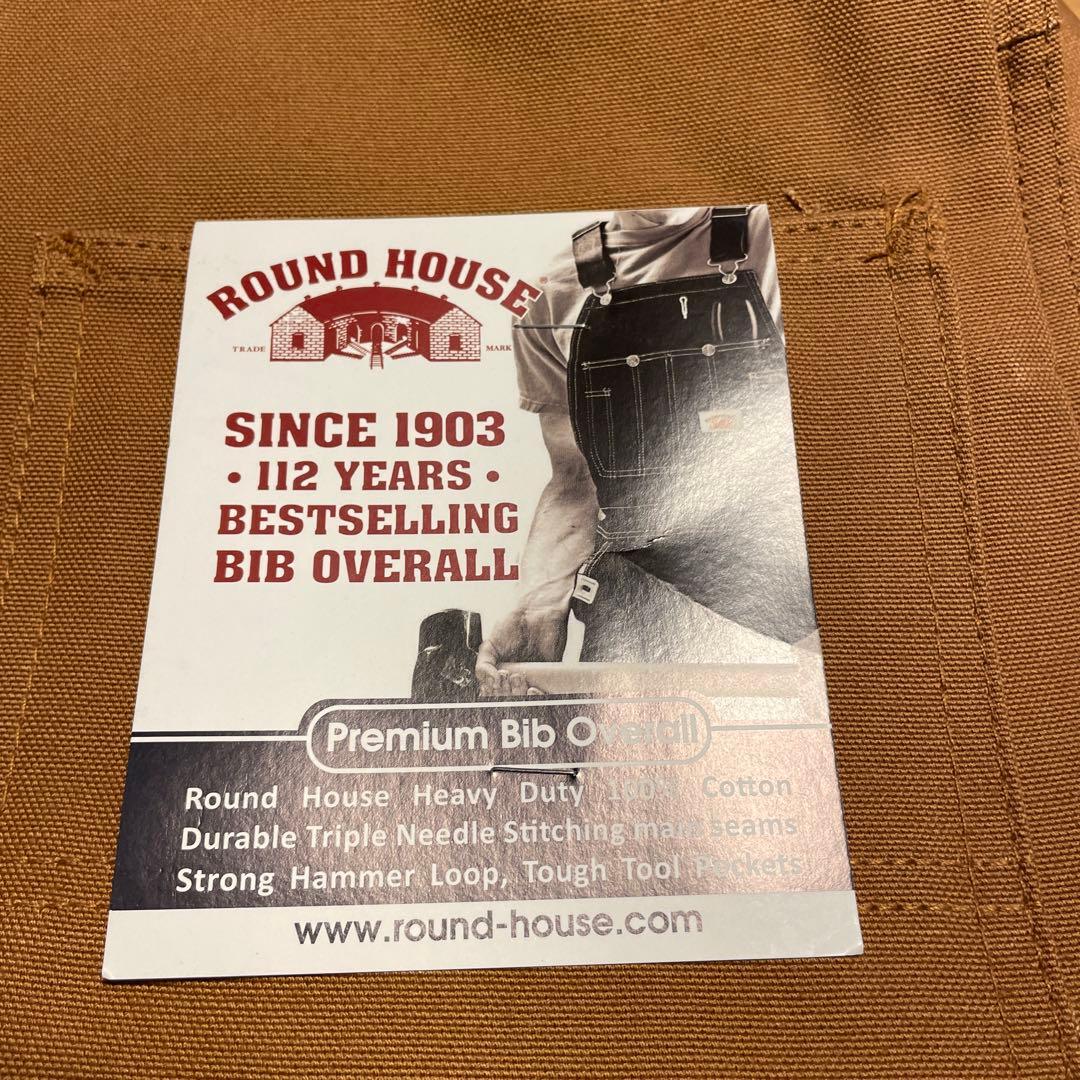 ROUND HOUSE
TRADE MARK
SINCE 1903
• 112 YEARS •
BESTSELLING
BIB OVERALL
Premium Bib Overall
Round House Heavy Duty 100% Cotton
Durable Triple Needle Stitching main seams
Strong Hammer Loop, Tough Tool Pockets
www.round-house.com